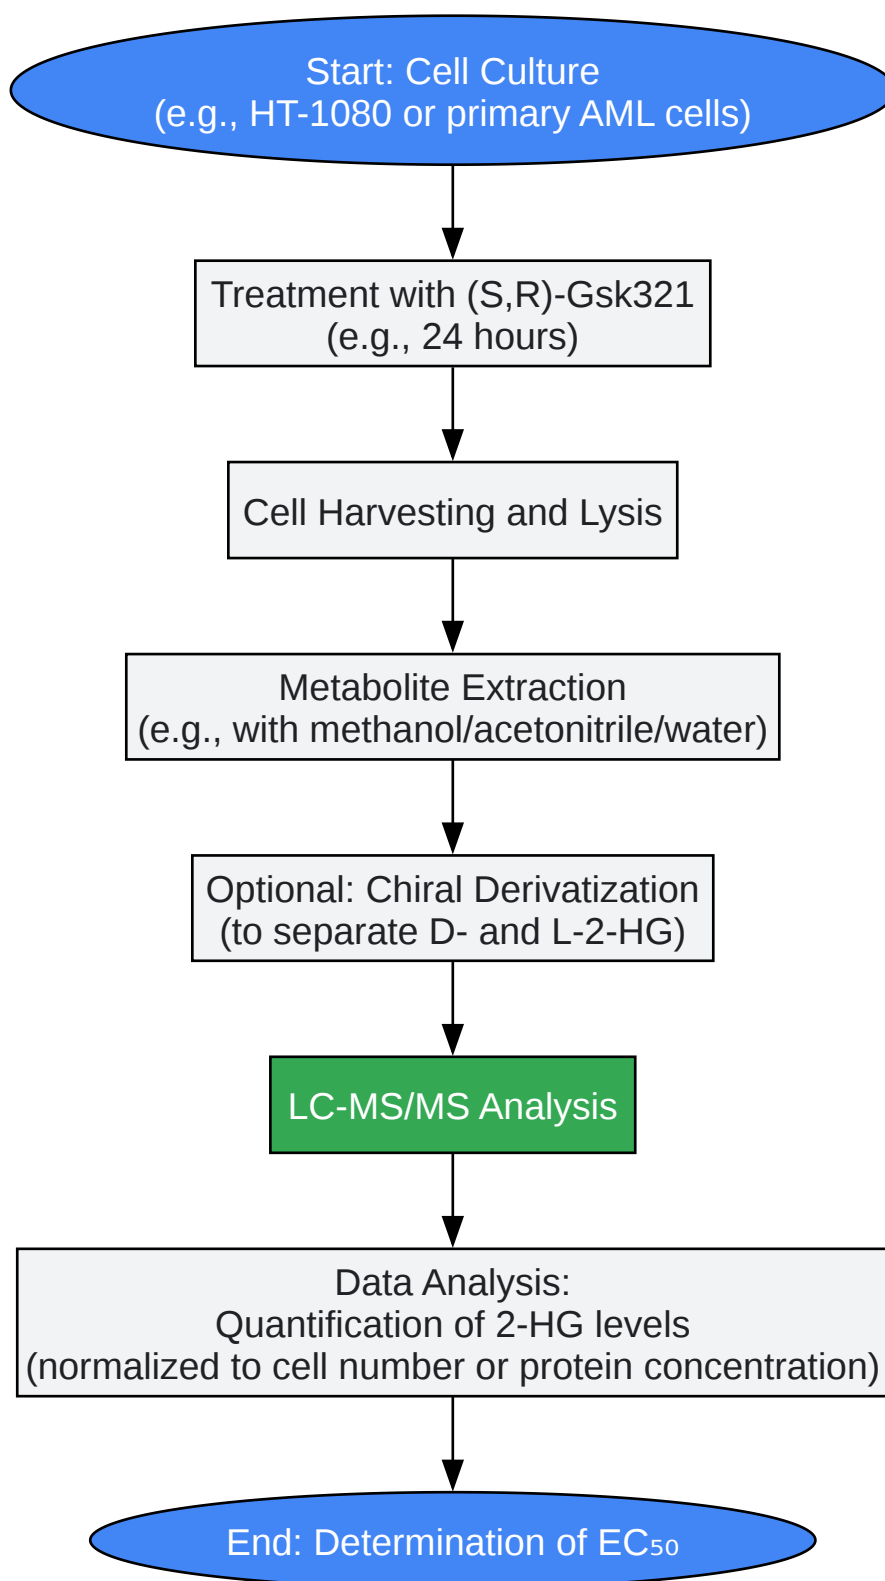 Start: Cell Culture
(e.g., HT-1080 or primary AML cells)
Treatment with (S,R)-Gsk321
(e.g., 24 hours)
Cell Harvesting and Lysis
Metabolite Extraction
(e.g., with methanol/acetonitrile/water)
Optional: Chiral Derivatization
(to separate D- and L-2-HG)
LC-MS/MS Analysis
Data Analysis:
Quantification of 2-HG levels
(normalized to cell number or protein concentration)
End: Determination of EC₅₀